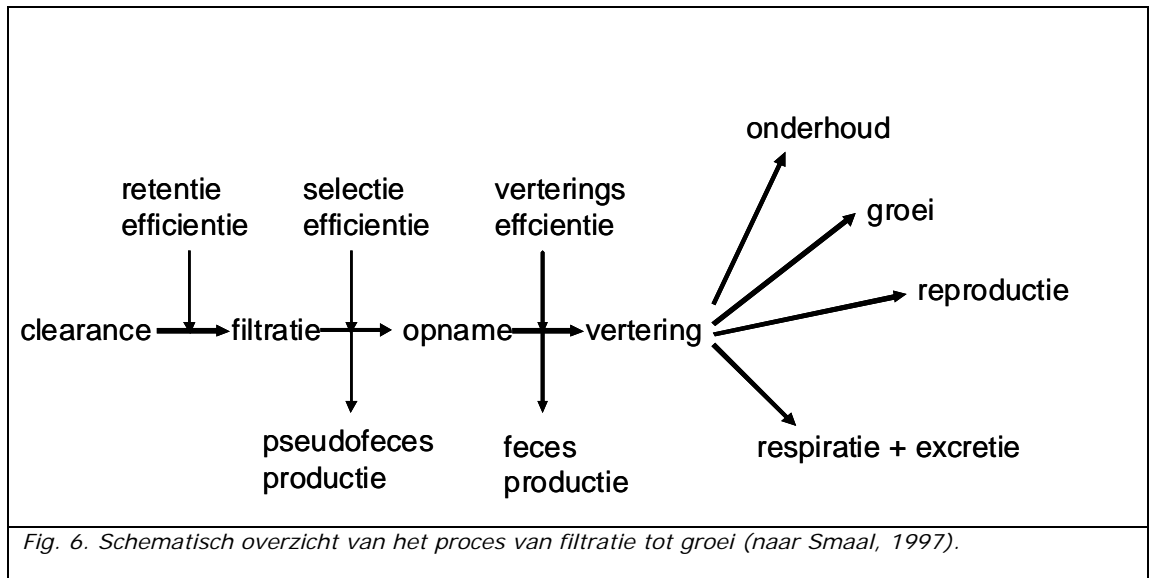 onderhoud
retentie
efficientie
selectie
efficientie
verterings
effcientie
groei
reproductie
clearance
filtratie
opname
vertering
pseudofeces
productie
feces
productie
respiratie + excretie
Fig. 6. Schematisch overzicht van het proces van filtratie tot groei (naar Smaal, 1997).